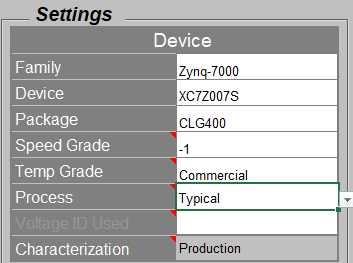 Settings
Device
Family Zynq-7000
Device XC7Z007S
Package CLG400
Speed Grade -1
Temp Grade Commercial
Process Typical
Voltage ID Used
Characterization Production